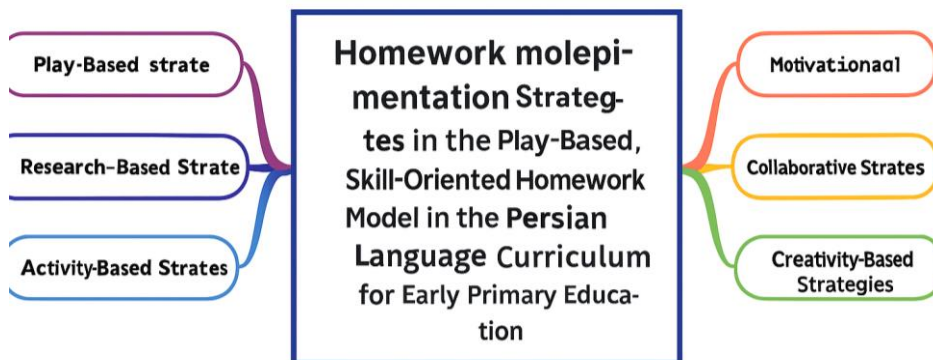 Play-Based strate
Research-Based Strate
Activity-Based Strates
Homework molepi-
mentation Strateg-
tes in the Play-Based,
Skill-Oriented Homework
Model in the Persian
Language Curriculum
for Early Primary Educa-
tion
Motivationaal
Collaborative Strates
Creativity-Based
Strategies